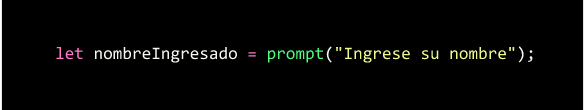 let nombreIngresado = prompt("Ingrese su nombre");